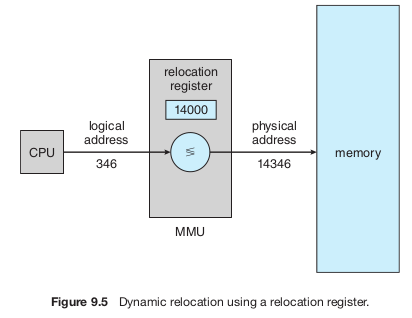 relocation
register
14000
logical
address
346
CPU
≶
physical
address
14346
memory
MMU
Figure 9.5 Dynamic relocation using a relocation register.